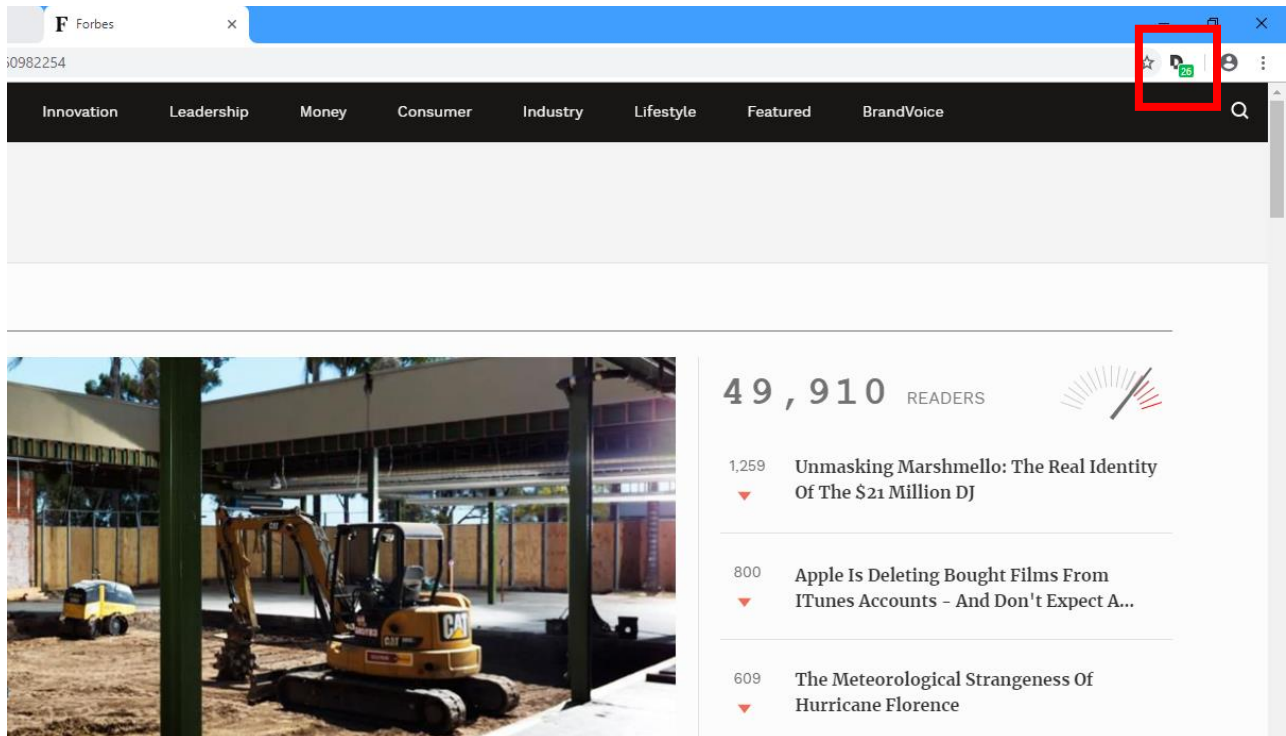 F Forbes
60982254
26
Innovation Leadership Money Consumer Industry Lifestyle Featured BrandVoice
49,910 READERS
1,259 Unmasking Marshmello: The Real Identity
Of The $21 Million DJ
800 Apple Is Deleting Bought Films From
ITunes Accounts - And Don't Expect A...
609 The Meteorological Strangeness Of
Hurricane Florence
CAT
CAT